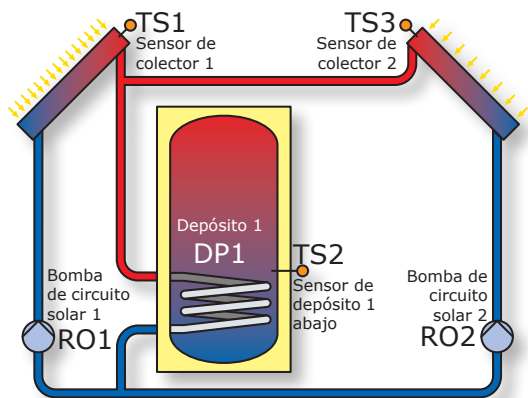 TS1
Sensor de
colector 1
TS3
Sensor de
colector 2
Depósito 1
DP1
TS2
Sensor de
depósito 1
abajo
Bomba
de circuito
solar 1
RO1
Bomba de
circuito
solar 2
RO2